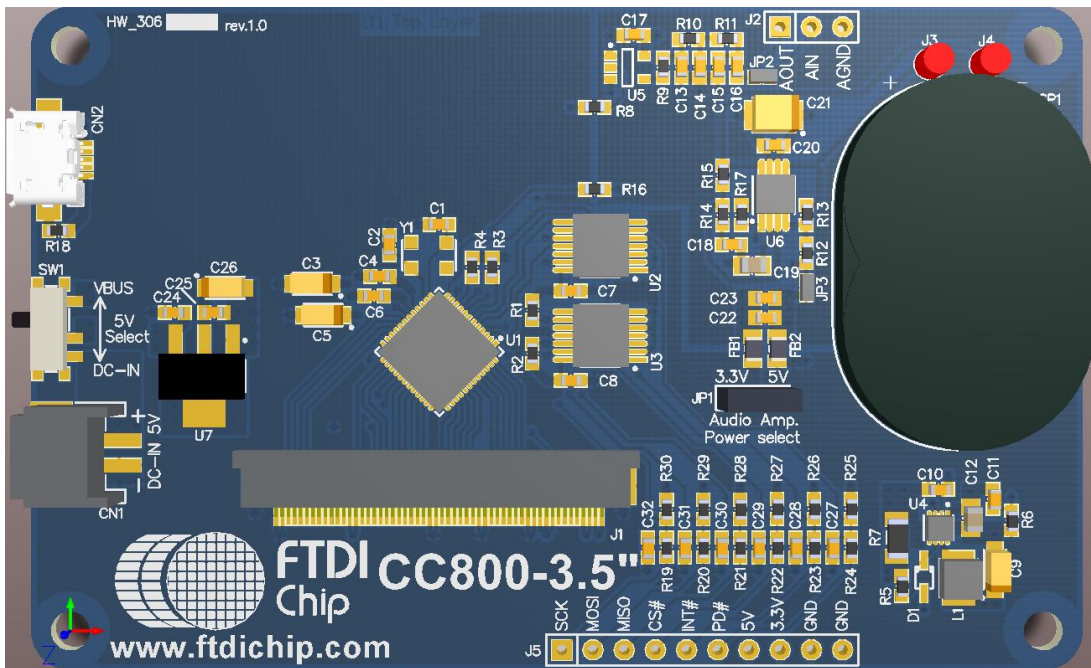 HW_306 rev.1.0
J2
AOUT
AIN
AGND
J3
J4
+
-
C17
R10
R11
U5
R9
C13
C14
C15
C16
JP2
C21
C20
CN2
R18
R8
R16
R15
R17
R14
R13
R12
U6
C18
C19
JP3
C1
C2
Y1
C4
C6
R4
R3
C3
C5
U2
C7
U3
C8
R1
R2
U1
C23
C22
FB1
FB2
SW1
VBUS
5V
Select
DC-IN
C24
C25
C26
U7
3.3V 5V
JP1
Audio Amp.
Power select
+
5V
DC-IN
-
CN1
J1
R30
R29
R28
R27
R26
R25
C32
C31
C30
C29
C28
C27
R19
R20
R21
R22
R23
R24
C10
C12
C11
U4
R7
R6
R5
D1
L1
C9
FTDI
Chip
CC800-3.5"
www.ftdichip.com
J5
SCK
MOSI
MISO
CS#
INT#
PD#
5V
3.3V
GND
GND
Z